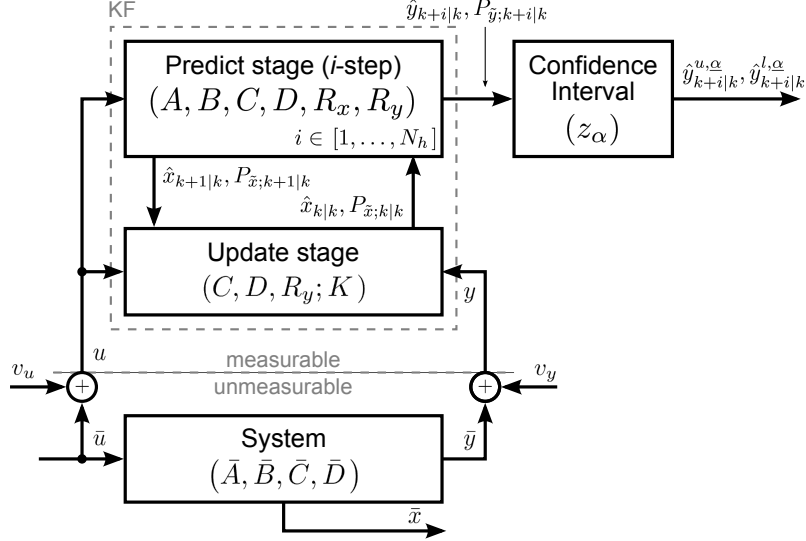 KF
ŷ_{k+i|k}, P_{ỹ;k+i|k}
Predict stage (i-step)
(A, B, C, D, R_x, R_y)
i ∈ [1, …, N_h]
Confidence
Interval
(z_α)
ŷ^{u,α̲}_{k+i|k}, ŷ^{l,α̲}_{k+i|k}
x̂_{k+1|k}, P_{x̃;k+1|k}
x̂_{k|k}, P_{x̃;k|k}
Update stage
(C, D, R_y; K)
y
u
measurable
unmeasurable
v_u
+
+
v_y
ū
System
(Ā, B̄, C̄, D̄)
ȳ
x̄